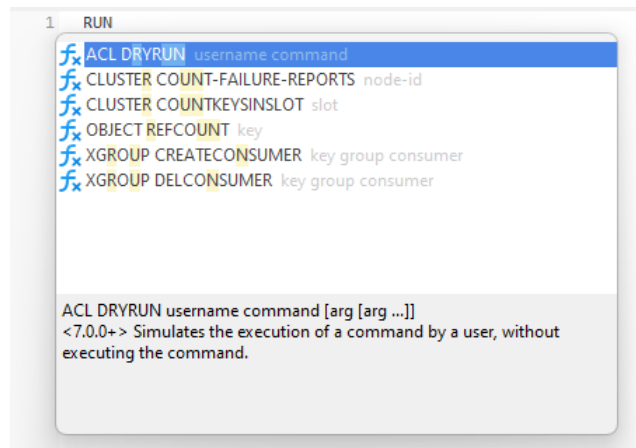 1 RUN
ACL DRYRUN username command
CLUSTER COUNT-FAILURE-REPORTS node-id
CLUSTER COUNTKEYSINSLOT slot
OBJECT REFCOUNT key
XGROUP CREATECONSUMER key group consumer
XGROUP DELCONSUMER key group consumer
ACL DRYRUN username command [arg [arg ...]]
<7.0.0+> Simulates the execution of a command by a user, without
executing the command.